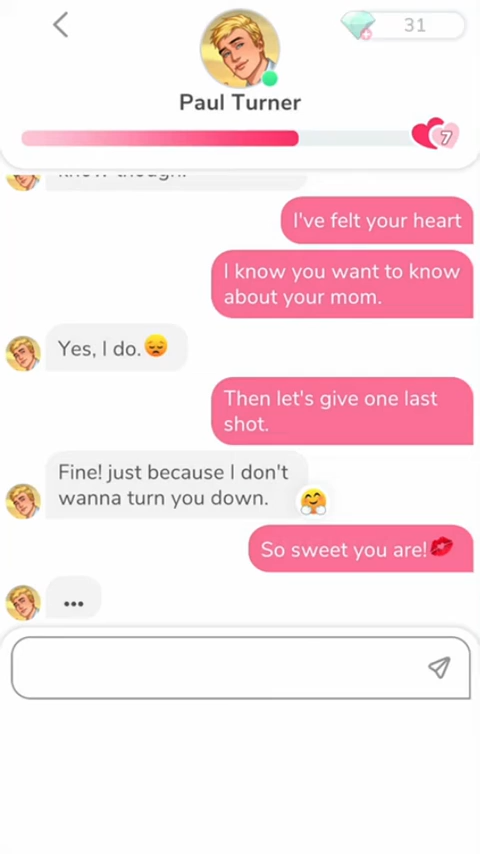 31
Paul Turner
7
I've felt your heart
I know you want to know
about your mom.
Yes, I do.
Then let's give one last
shot.
Fine! just because I don't
wanna turn you down.
So sweet you are!
...